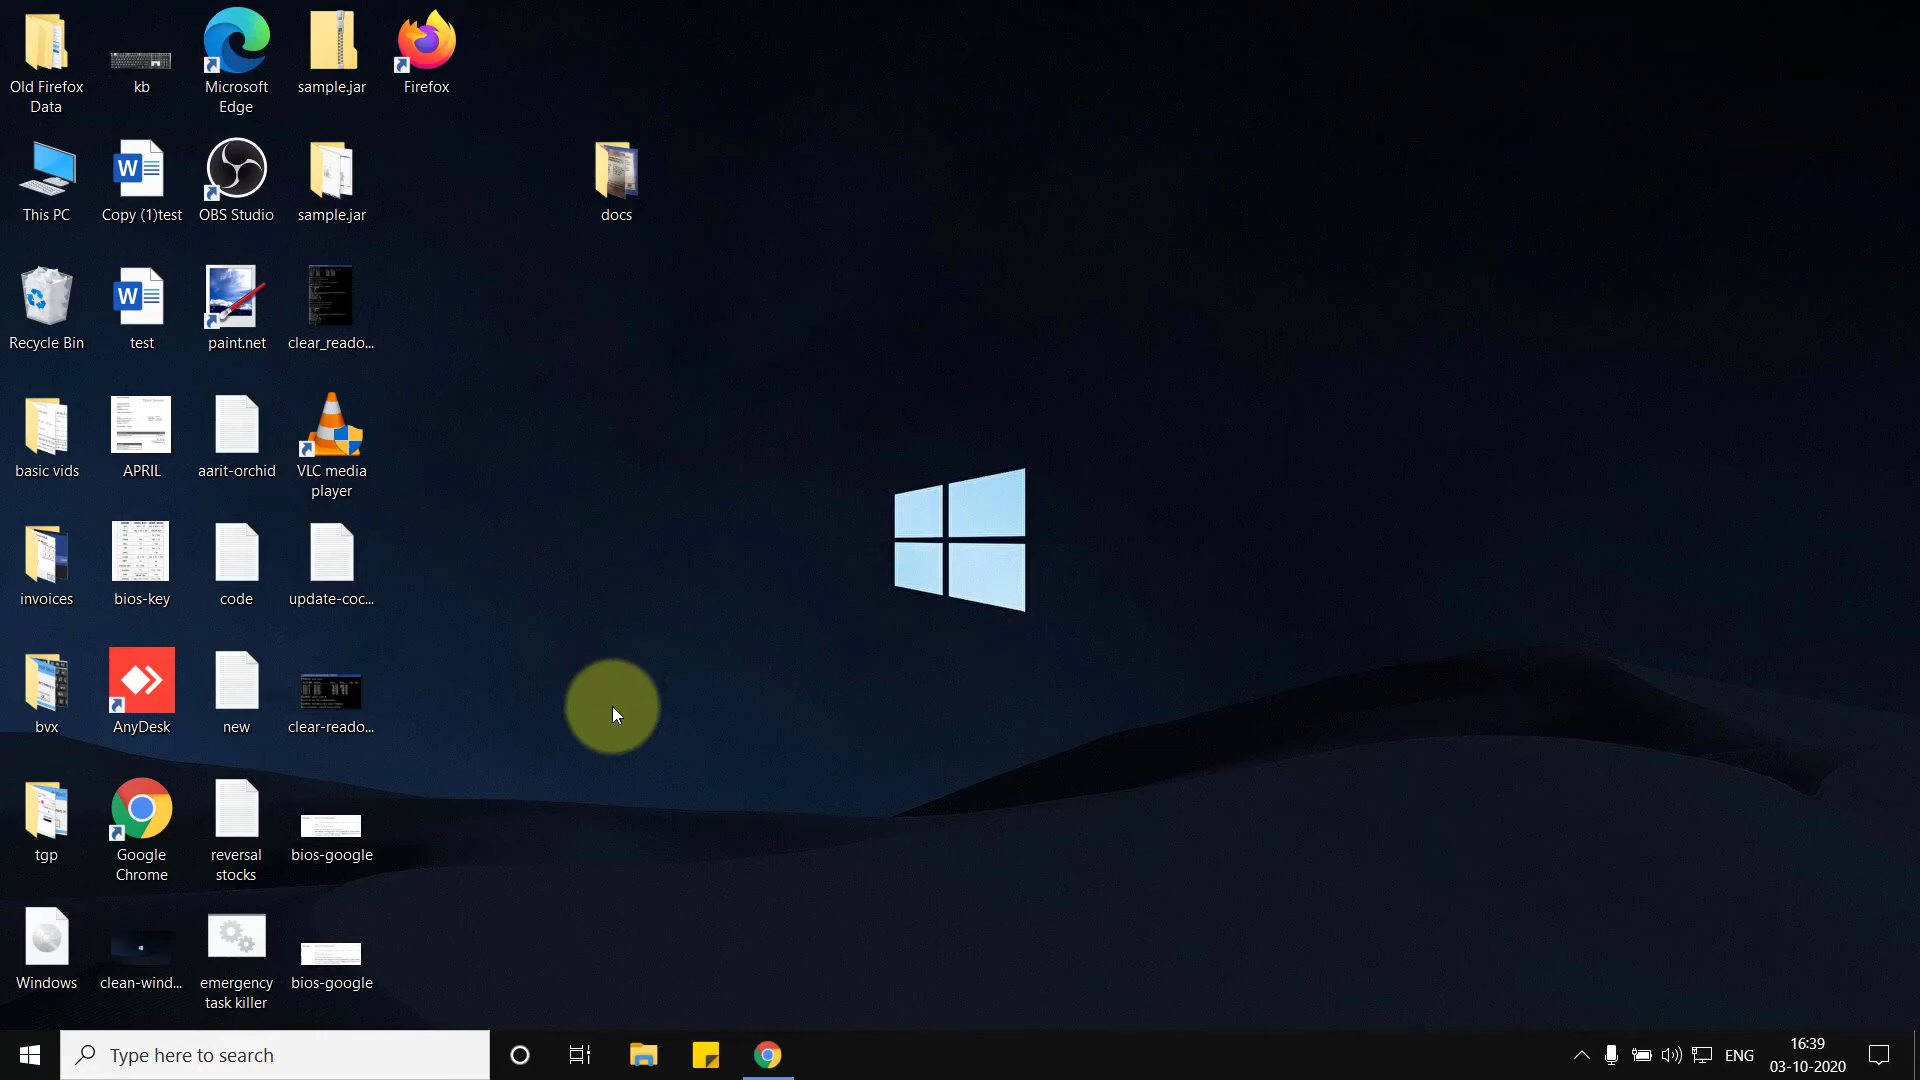 Old Firefox
Data
kb
Microsoft
Edge
sample.jar
Firefox
This PC
Copy (1)test
OBS Studio
sample.jar
docs
Recycle Bin
test
paint.net
clear_reado...
basic vids
APRIL
aarit-orchid
VLC media
player
invoices
bios-key
code
update-coc...
bvx
AnyDesk
new
clear-reado...
tgp
Google
Chrome
reversal
stocks
bios-google
Windows
clean-wind...
emergency
task killer
bios-google
Type here to search
ENG
16:39
03-10-2020